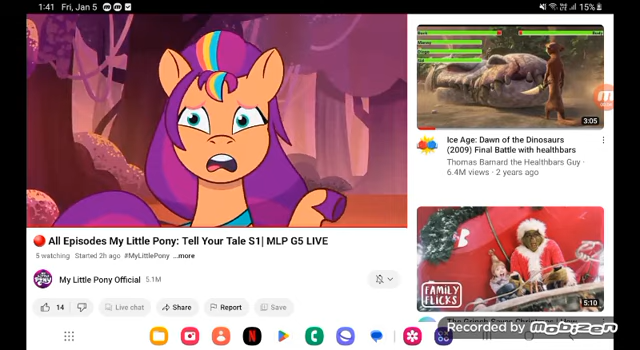 1:41 Fri, Jan 5
15%
3:05
🔴 All Episodes My Little Pony: Tell Your Tale S1| MLP G5 LIVE
5 watching Started 2h ago #MyLittlePony ...more
My Little Pony Official 5.1M
14
Live chat
Share
Report
Save
Ice Age: Dawn of the Dinosaurs
(2009) Final Battle with healthbars
Thomas Barnard the Healthbars Guy ·
6.4M views · 2 years ago
FAMILY
FLICKS
5:10
Recorded by Mobizen